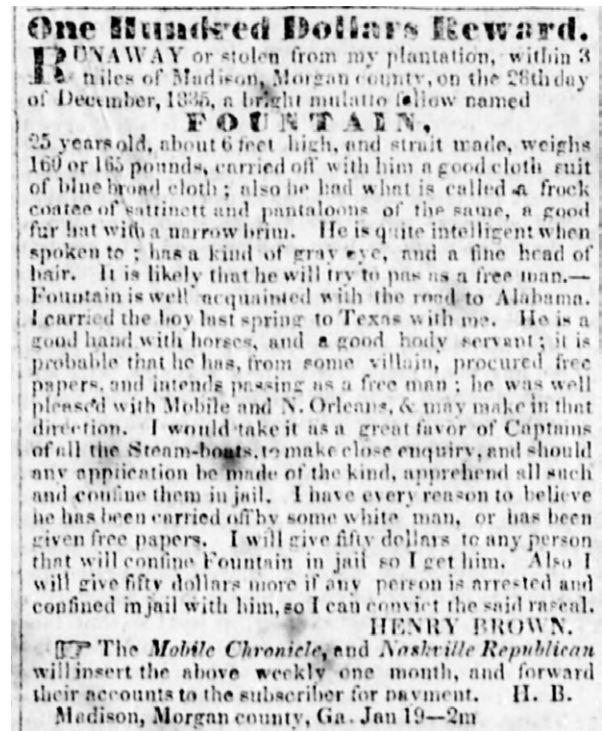 One Hundred Dollars Reward.
RUNAWAY or stolen from my plantation, within 3
miles of Madison, Morgan county, on the 28th day
of December, 1835, a bright mulatto fellow named
FOUNTAIN,
25 years old, about 6 feet high, and strait made, weighs
160 or 165 pounds, carried off with him a good cloth suit
of blue broad cloth; also he had what is called a frock
coatee of sattinett and pantaloons of the same, a good
fur hat with a narrow brim. He is quite intelligent when
spoken to; has a kind of gray eye, and a fine head of
hair. It is likely that he will try to pas as a free man.—
Fountain is well acquainted with the road to Alabama.
I carried the boy last spring to Texas with me. He is a
good hand with horses, and a good body servant; it is
probable that he has, from some villain, procured free
papers, and intends passing as a free man; he was well
pleased with Mobile and N. Orleans, & may make in that
direction. I would take it as a great favor of Captains
of all the Steam-boats, to make close enquiry, and should
any application be made of the kind, apprehend all such
and confine them in jail. I have every reason to believe
he has been carried off by some white man, or has been
given free papers. I will give fifty dollars to any person
that will confine Fountain in jail so I get him. Also I
will give fifty dollars more if any person is arrested and
confined in jail with him, so I can convict the said rascal.
HENRY BROWN.
☞ The Mobile Chronicle, and Nashville Republican
will insert the above weekly one month, and forward
their accounts to the subscriber for payment. H. B.
Madison, Morgan county, Ga. Jan 19—2m